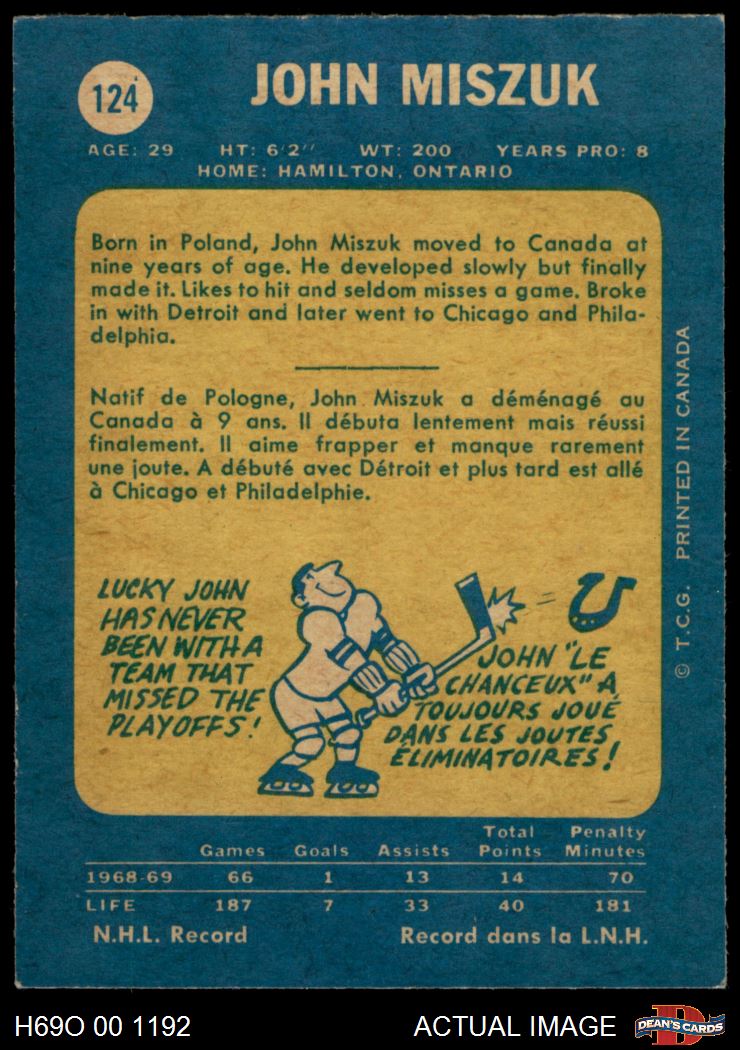 124
JOHN MISZUK
AGE: 29 HT: 6'2'' WT: 200 YEARS PRO: 8
HOME: HAMILTON, ONTARIO
Born in Poland, John Miszuk moved to Canada at
nine years of age. He developed slowly but finally
made it. Likes to hit and seldom misses a game. Broke
in with Detroit and later went to Chicago and Phila-
delphia.
Natif de Pologne, John Miszuk a déménagé au
Canada à 9 ans. Il débuta lentement mais réussi
finalement. Il aime frapper et manque rarement
une joute. A débuté avec Détroit et plus tard est allé
à Chicago et Philadelphie.
LUCKY JOHN
HAS NEVER
BEEN WITH A
TEAM THAT
MISSED THE
PLAYOFFS!
JOHN "LE
CHANCEUX" A
TOUJOURS JOUÉ
DANS LES JOUTES
ÉLIMINATOIRES!
© T.C.G. PRINTED IN CANADA
Games Goals Assists Total Points Penalty Minutes
1968-69 66 1 13 14 70
LIFE 187 7 33 40 181
N.H.L. Record Record dans la L.N.H.
H69O 00 1192 ACTUAL IMAGE D DEAN'S CARDS